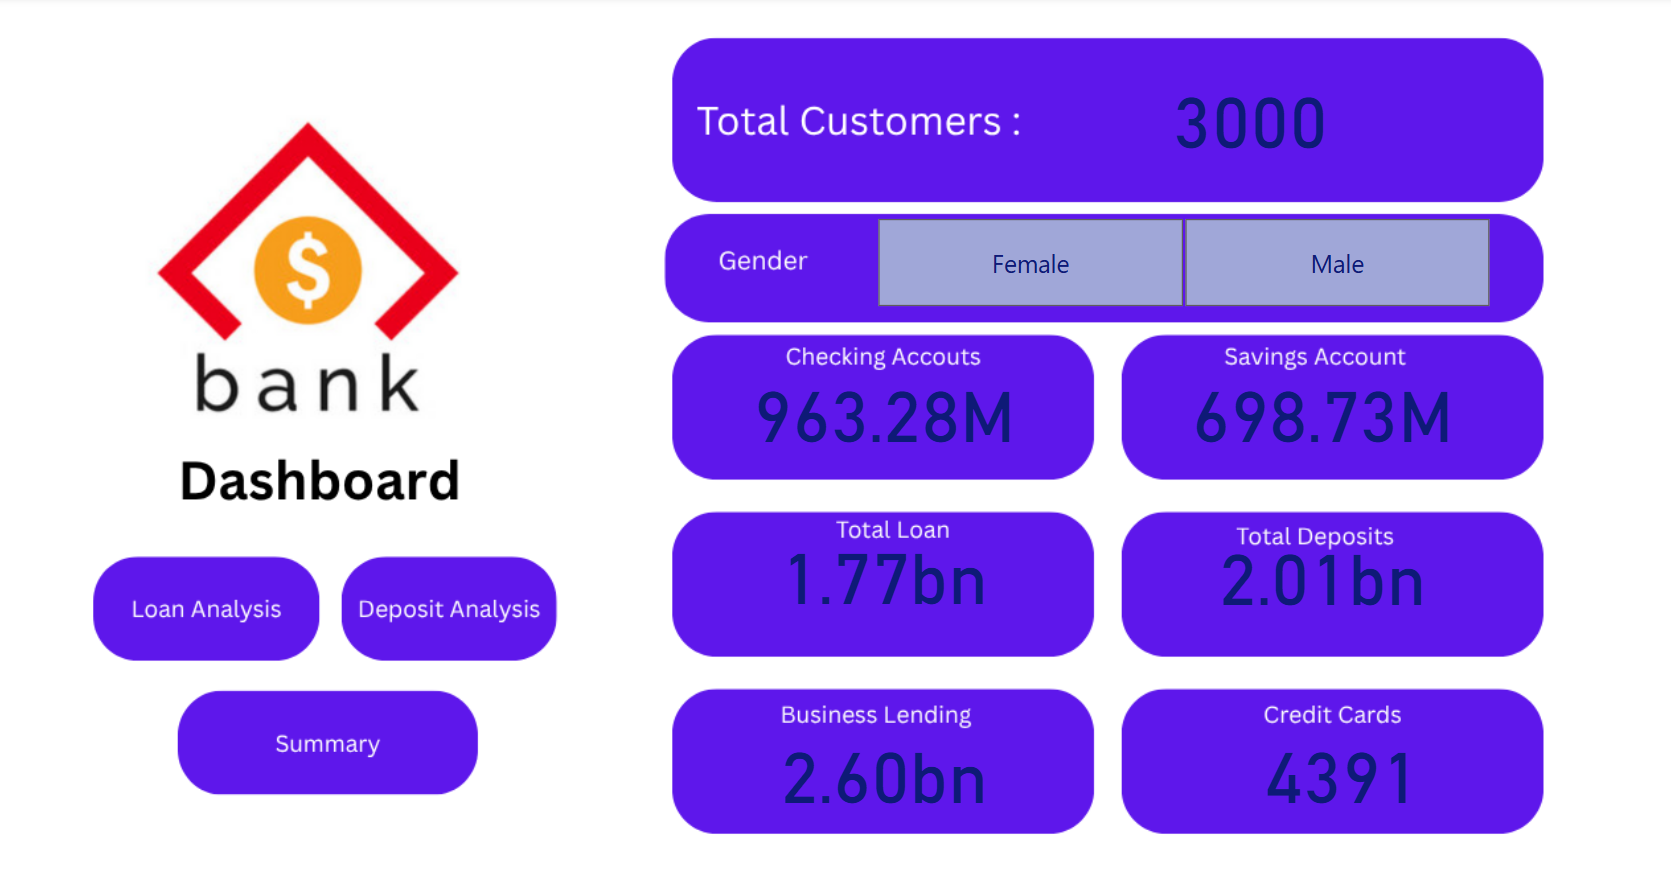 $
bank
Dashboard
Loan Analysis
Deposit Analysis
Summary
Total Customers :
3000
Gender
Female
Male
Checking Accouts
963.28M
Savings Account
698.73M
Total Loan
1.77bn
Total Deposits
2.01bn
Business Lending
2.60bn
Credit Cards
4391